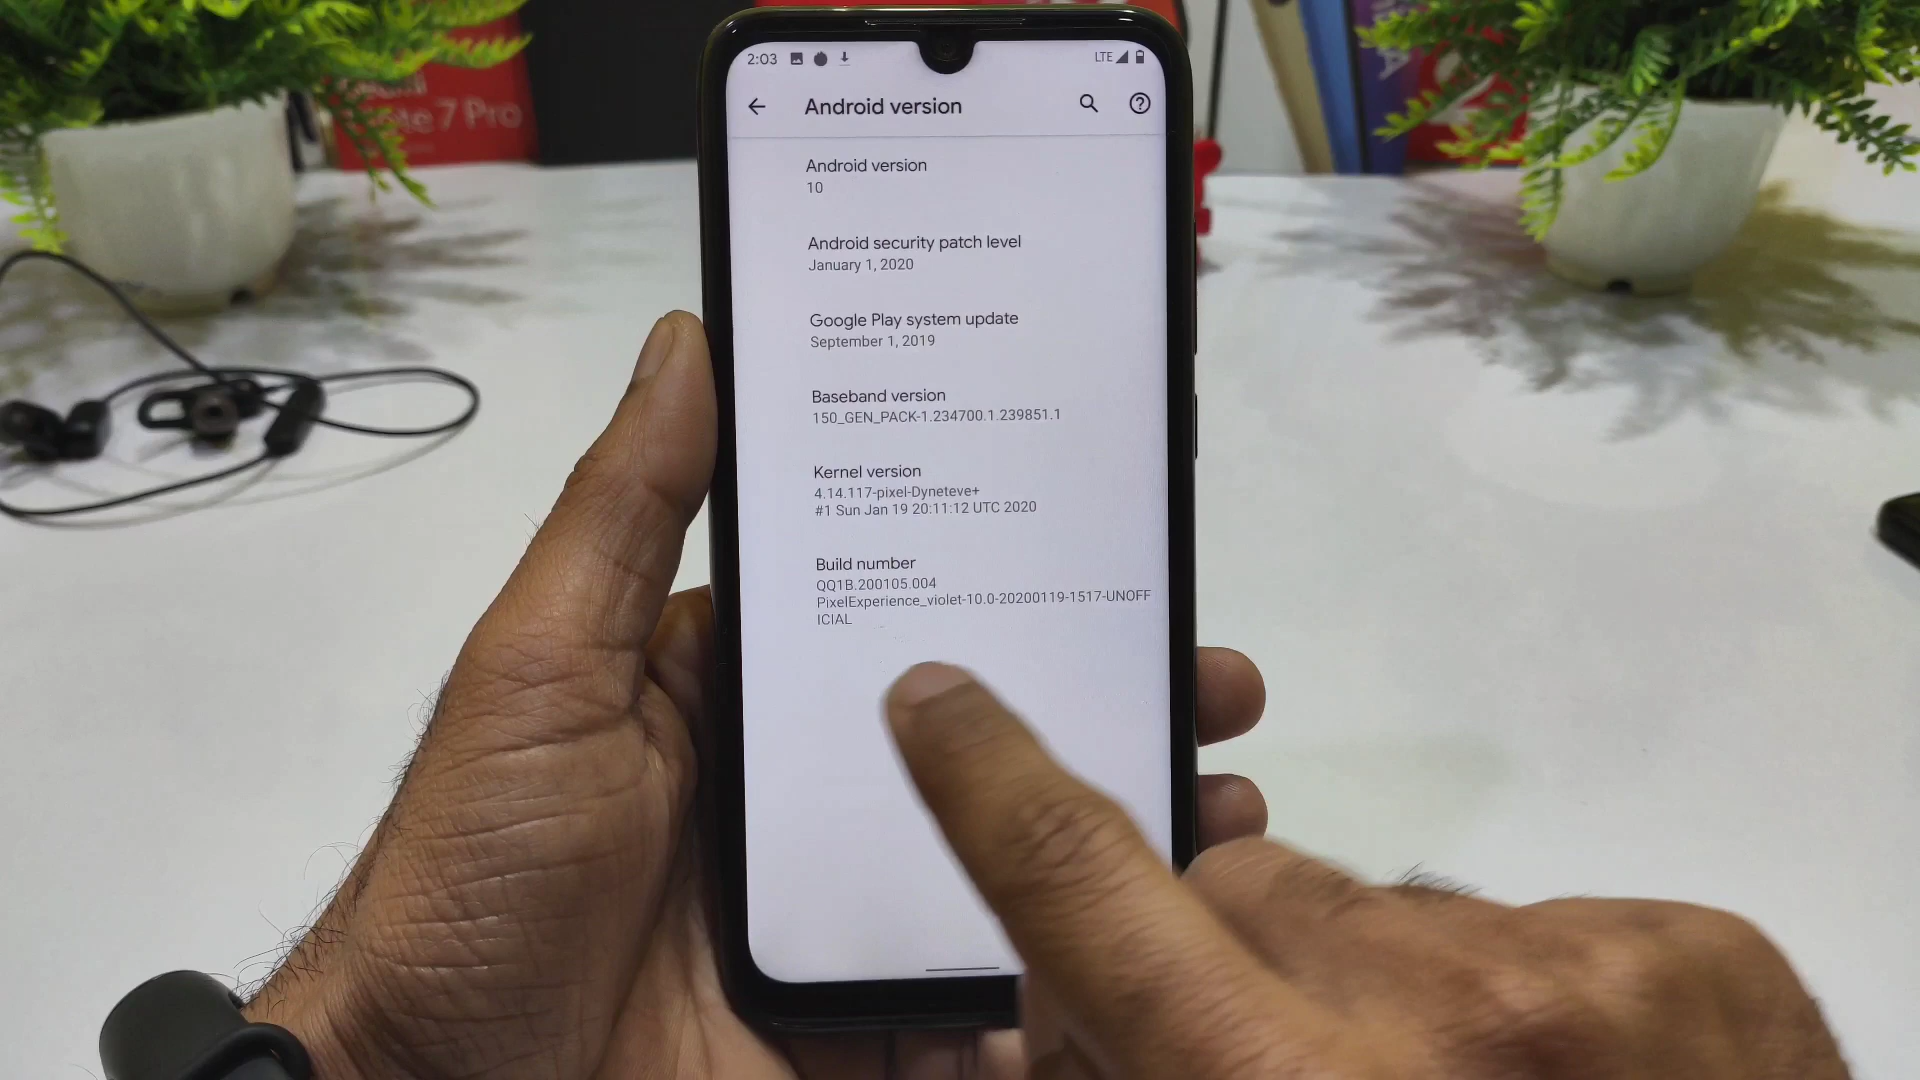 2:03
LTE
Android version
Android version
10
Android security patch level
January 1, 2020
Google Play system update
September 1, 2019
Baseband version
150_GEN_PACK-1.234700.1.239851.1
Kernel version
4.14.117-pixel-Dyneteve+
#1 Sun Jan 19 20:11:12 UTC 2020
Build number
QQ1B.200105.004
PixelExperience_violet-10.0-20200119-1517-UNOFF
ICIAL
7 Pro